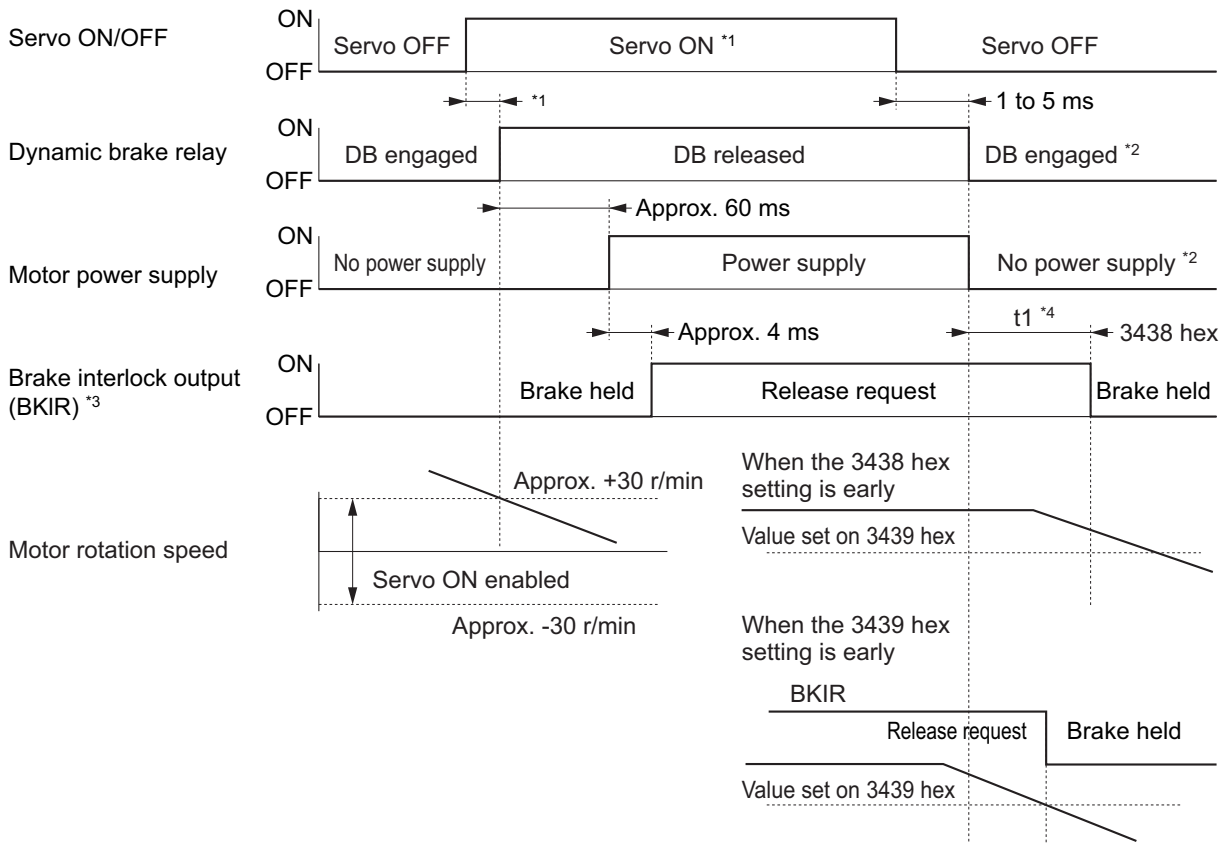 Servo ON/OFF
ON
OFF
Servo OFF
Servo ON *1
Servo OFF
*1
1 to 5 ms
Dynamic brake relay
ON
OFF
DB engaged
DB released
DB engaged *2
Approx. 60 ms
Motor power supply
ON
OFF
No power supply
Power supply
No power supply *2
Approx. 4 ms
t1 *4
3438 hex
Brake interlock output
(BKIR) *3
ON
OFF
Brake held
Release request
Brake held
Motor rotation speed
Approx. +30 r/min
Servo ON enabled
Approx. -30 r/min
When the 3438 hex
setting is early
Value set on 3439 hex
When the 3439 hex
setting is early
BKIR
Release request
Brake held
Value set on 3439 hex